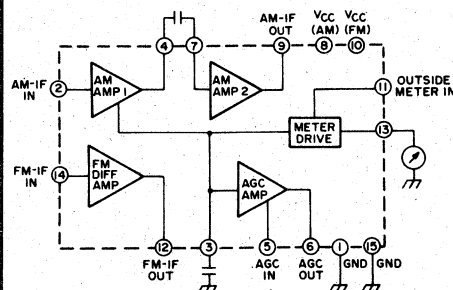 AM-IF OUT
VCC (AM)
VCC (FM)
4
7
9
8
10
AM-IF IN
2
AM AMP 1
AM AMP 2
11
OUTSIDE METER IN
METER DRIVE
13
FM-IF IN
14
FM DIFF AMP
AGC AMP
12
3
5
6
1
15
FM-IF OUT
AGC IN
AGC OUT
GND
GND